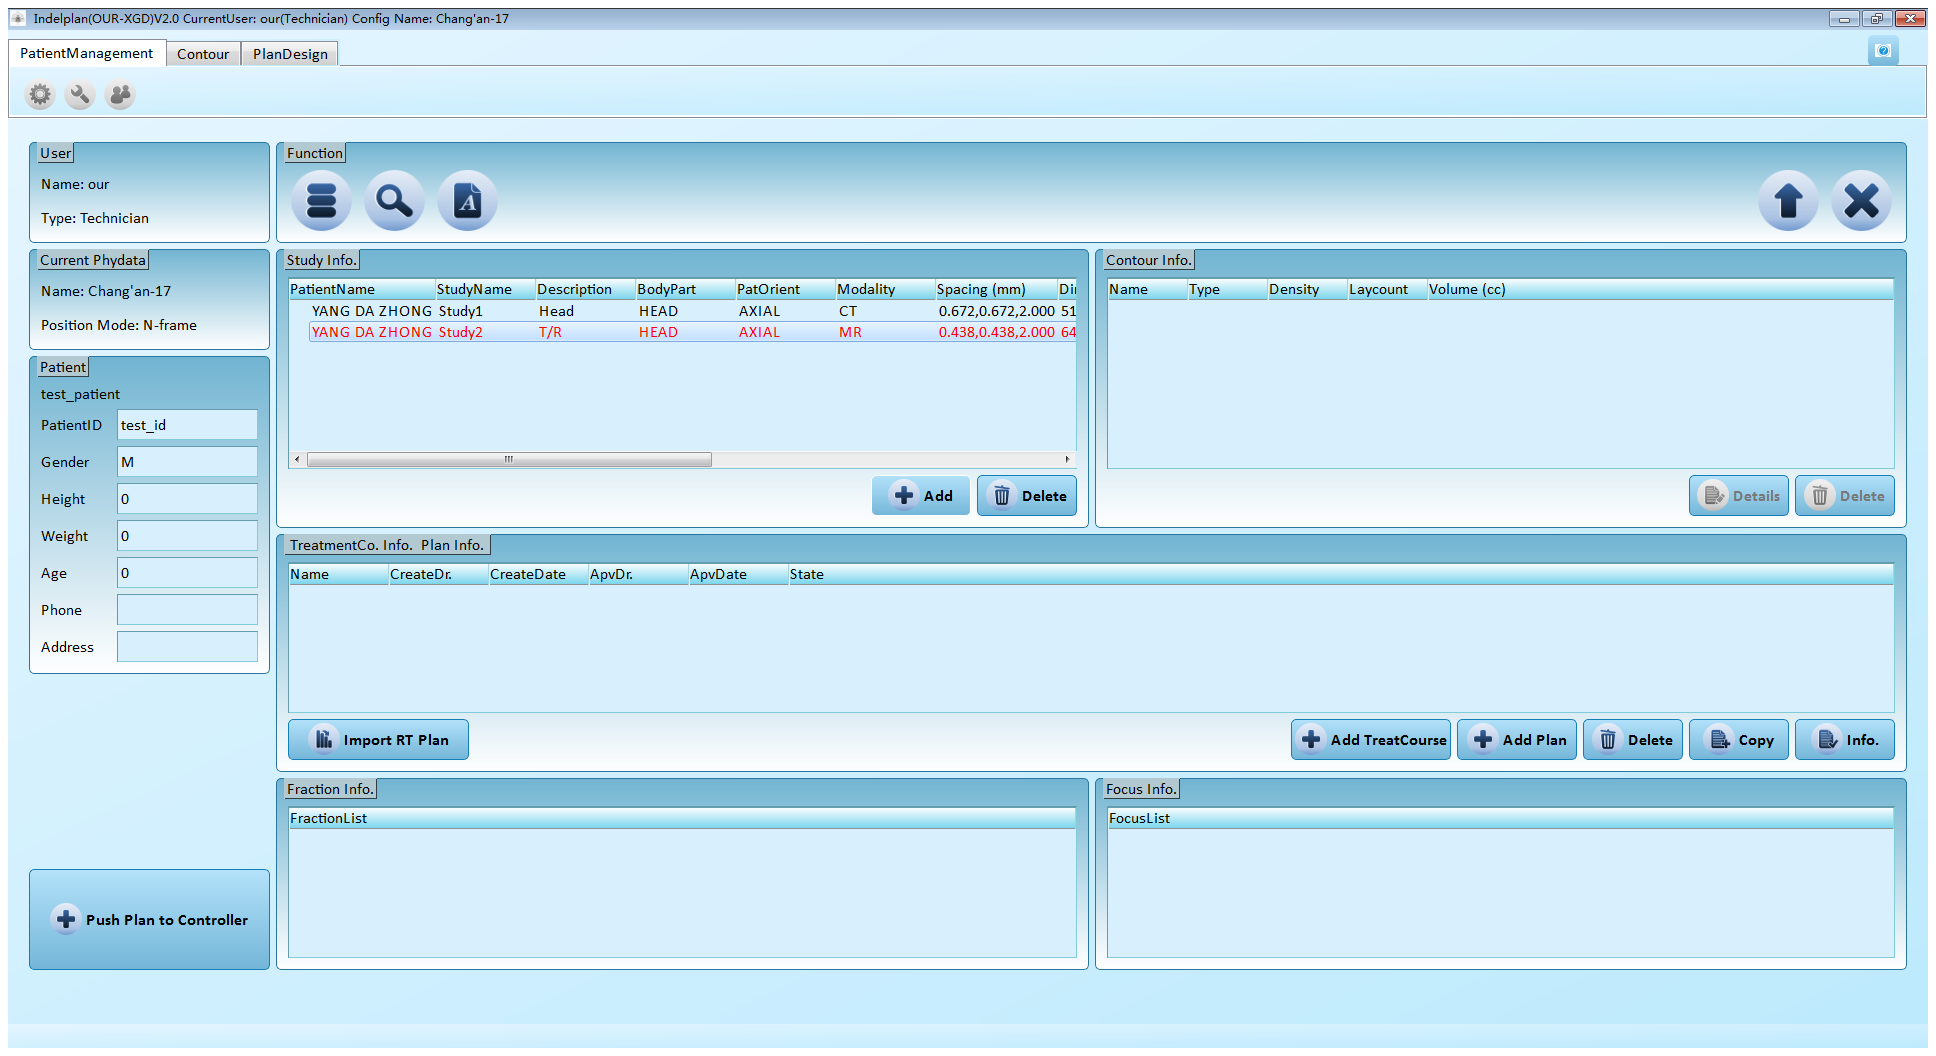 Indelplan(OUR-XGD)V2.0 CurrentUser: our(Technician) Config Name: Chang'an-17
PatientManagement Contour PlanDesign
User
Name: our
Type: Technician
Function
A
Current Phydata
Name: Chang'an-17
Position Mode: N-frame
Study Info.
PatientName StudyName Description BodyPart PatOrient Modality Spacing (mm) Di
YANG DA ZHONG Study1 Head HEAD AXIAL CT 0.672,0.672,2.000 51
YANG DA ZHONG Study2 T/R HEAD AXIAL MR 0.438,0.438,2.000 64
Add Delete
Contour Info.
Name Type Density Laycount Volume (cc)
Details Delete
Patient
test_patient
PatientID test_id
Gender M
Height 0
Weight 0
Age 0
Phone
Address
TreatmentCo. Info. Plan Info.
Name CreateDr. CreateDate ApvDr. ApvDate State
Import RT Plan Add TreatCourse Add Plan Delete Copy Info.
Fraction Info.
FractionList
Focus Info.
FocusList
Push Plan to Controller